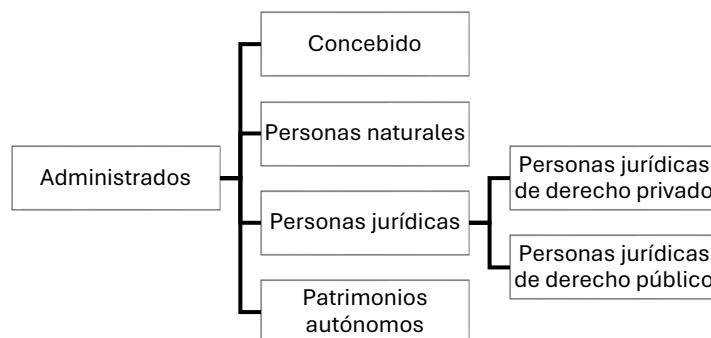 Concebido
Personas naturales
Administrados
Personas jurídicas
Personas jurídicas
de derecho privado
Personas jurídicas
de derecho público
Patrimonios
autónomos